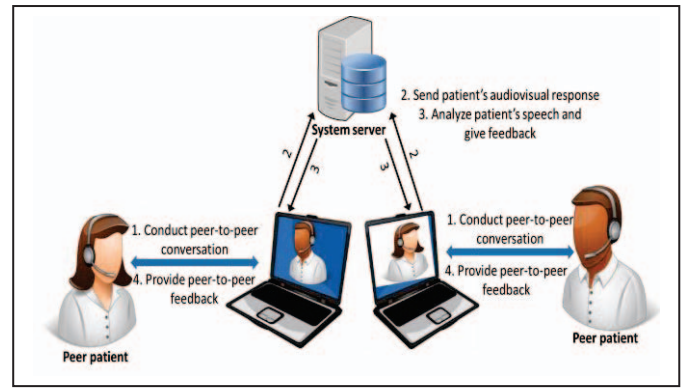 2. Send patient's audiovisual response
3. Analyze patient's speech and
give feedback
System server
2
3
3
2
1. Conduct peer-to-peer
conversation
4. Provide peer-to-peer
feedback
Peer patient
1. Conduct peer-to-peer
conversation
4. Provide peer-to-peer
feedback
Peer patient